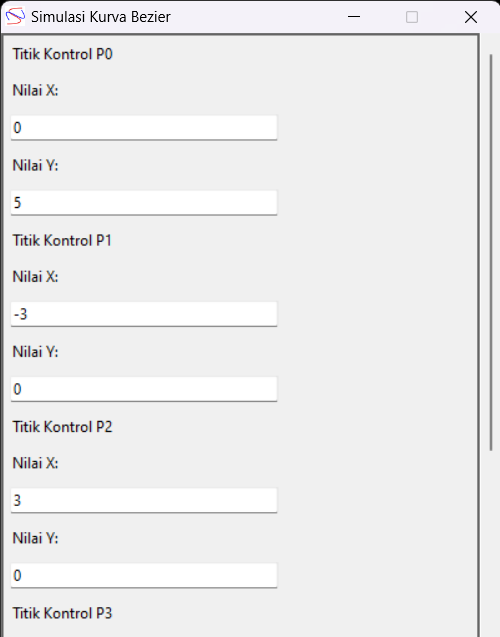 Simulasi Kurva Bezier
Titik Kontrol P0
Nilai X:
0
Nilai Y:
5
Titik Kontrol P1
Nilai X:
-3
Nilai Y:
0
Titik Kontrol P2
Nilai X:
3
Nilai Y:
0
Titik Kontrol P3